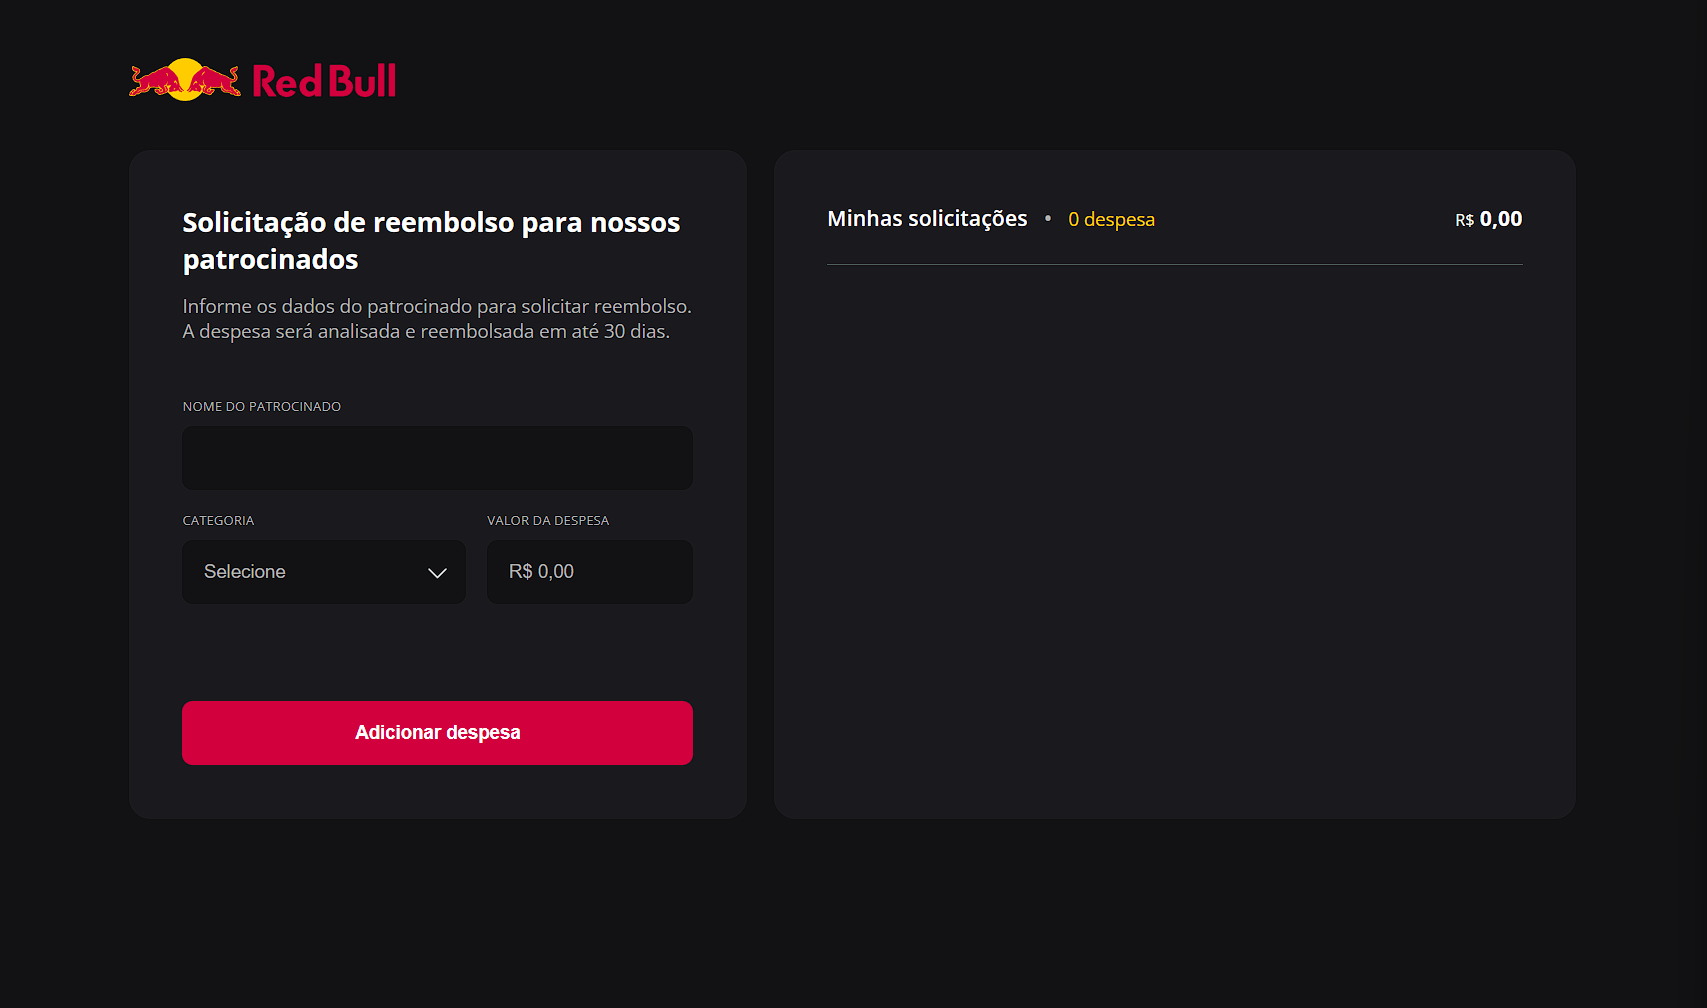 Red Bull
Solicitação de reembolso para nossos
patrocinados
Informe os dados do patrocinado para solicitar reembolso.
A despesa será analisada e reembolsada em até 30 dias.
NOME DO PATROCINADO
CATEGORIA
VALOR DA DESPESA
Selecione
R$ 0,00
Adicionar despesa
Minhas solicitações • 0 despesa
R$ 0,00